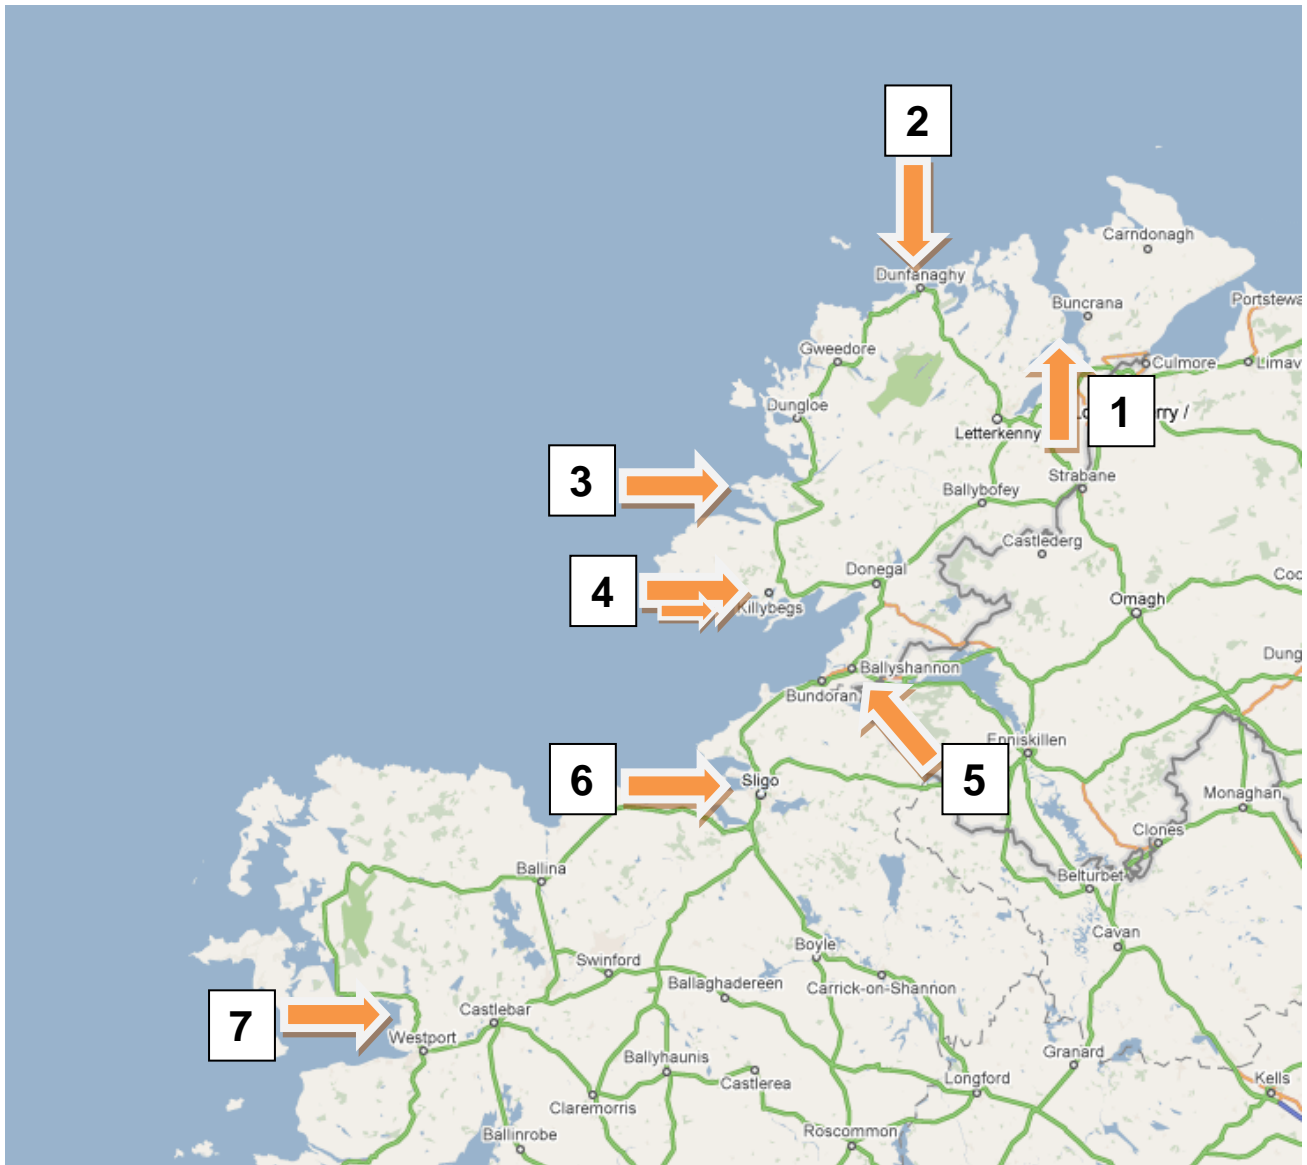 2
Carndonagh
Dunfanaghy
Buncrana
Portstewa
Gweedore
Culmore
Limav
Dungloe
1
rry /
Letterkenny
3
Strabane
Ballybofey
Castlederg
Donegal
Coo
4
Killybegs
Omagh
Dung
Ballyshannon
Bundoran
Enniskillen
6
Sligo
5
Monaghan
Clones
Ballina
Belturbet
Cavan
Boyle
Swinford
Ballaghadereen
Carrick-on-Shannon
7
Castlebar
Westport
Ballyhaunis
Granard
Castlerea
Longford
Kells
Claremorris
Ballinrobe
Roscommon